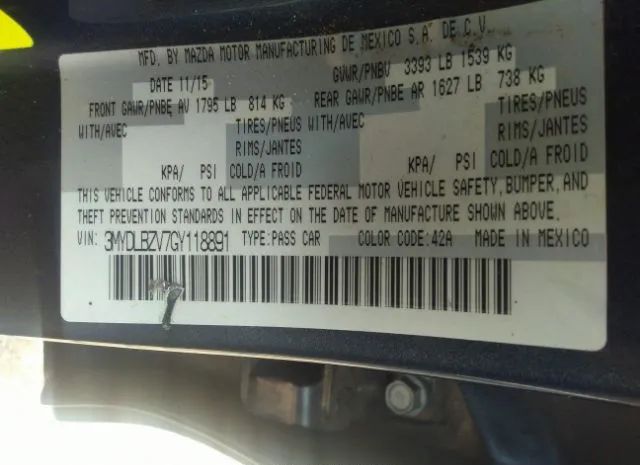 MFD. BY MAZDA MOTOR MANUFACTURING DE MEXICO S.A. DE C.V.
DATE 11/15 GVWR/PNBV 3393 LB 1539 KG
FRONT GAWR/PNBE AV 1795 LB 814 KG REAR GAWR/PNBE AR 1627 LB 738 KG
WITH/AVEC TIRES/PNEUS WITH/AVEC TIRES/PNEUS
RIMS/JANTES RIMS/JANTES
KPA/ PSI COLD/A FROID KPA/ PSI COLD/A FROID
THIS VEHICLE CONFORMS TO ALL APPLICABLE FEDERAL MOTOR VEHICLE SAFETY, BUMPER, AND
THEFT PREVENTION STANDARDS IN EFFECT ON THE DATE OF MANUFACTURE SHOWN ABOVE.
VIN: 3MYDLBZV7GY118891 TYPE:PASS CAR COLOR CODE:42A MADE IN MEXICO